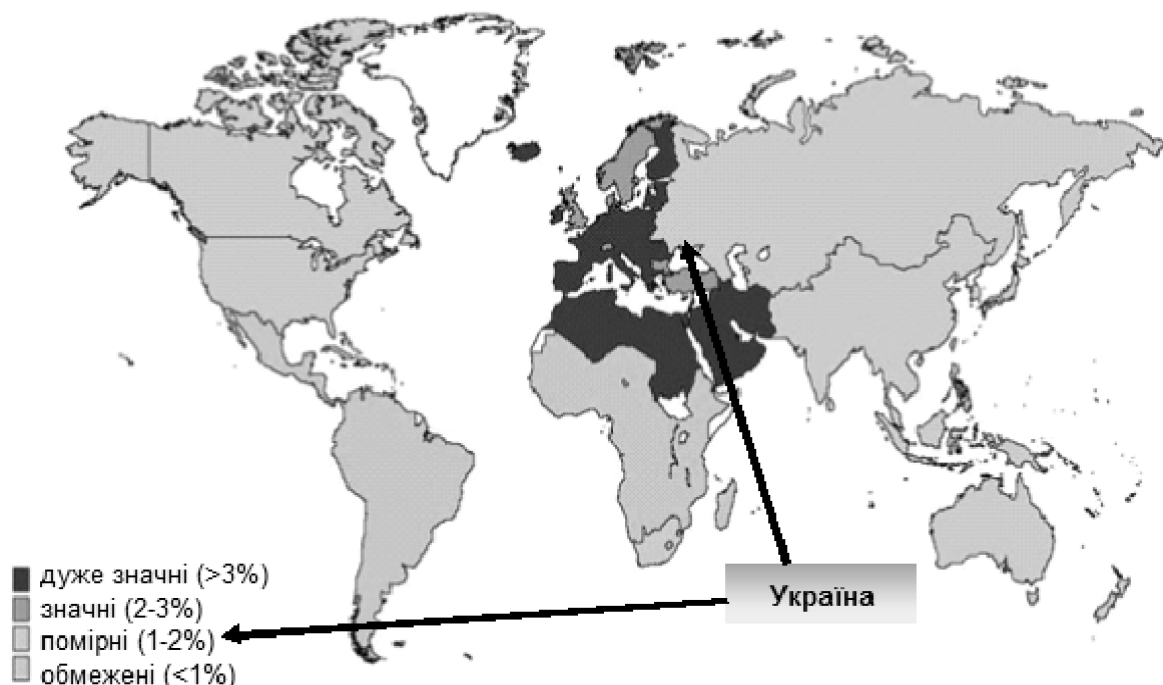 дуже значні (>3%)
значні (2-3%)
помірні (1-2%)
обмежені (<1%)
Україна